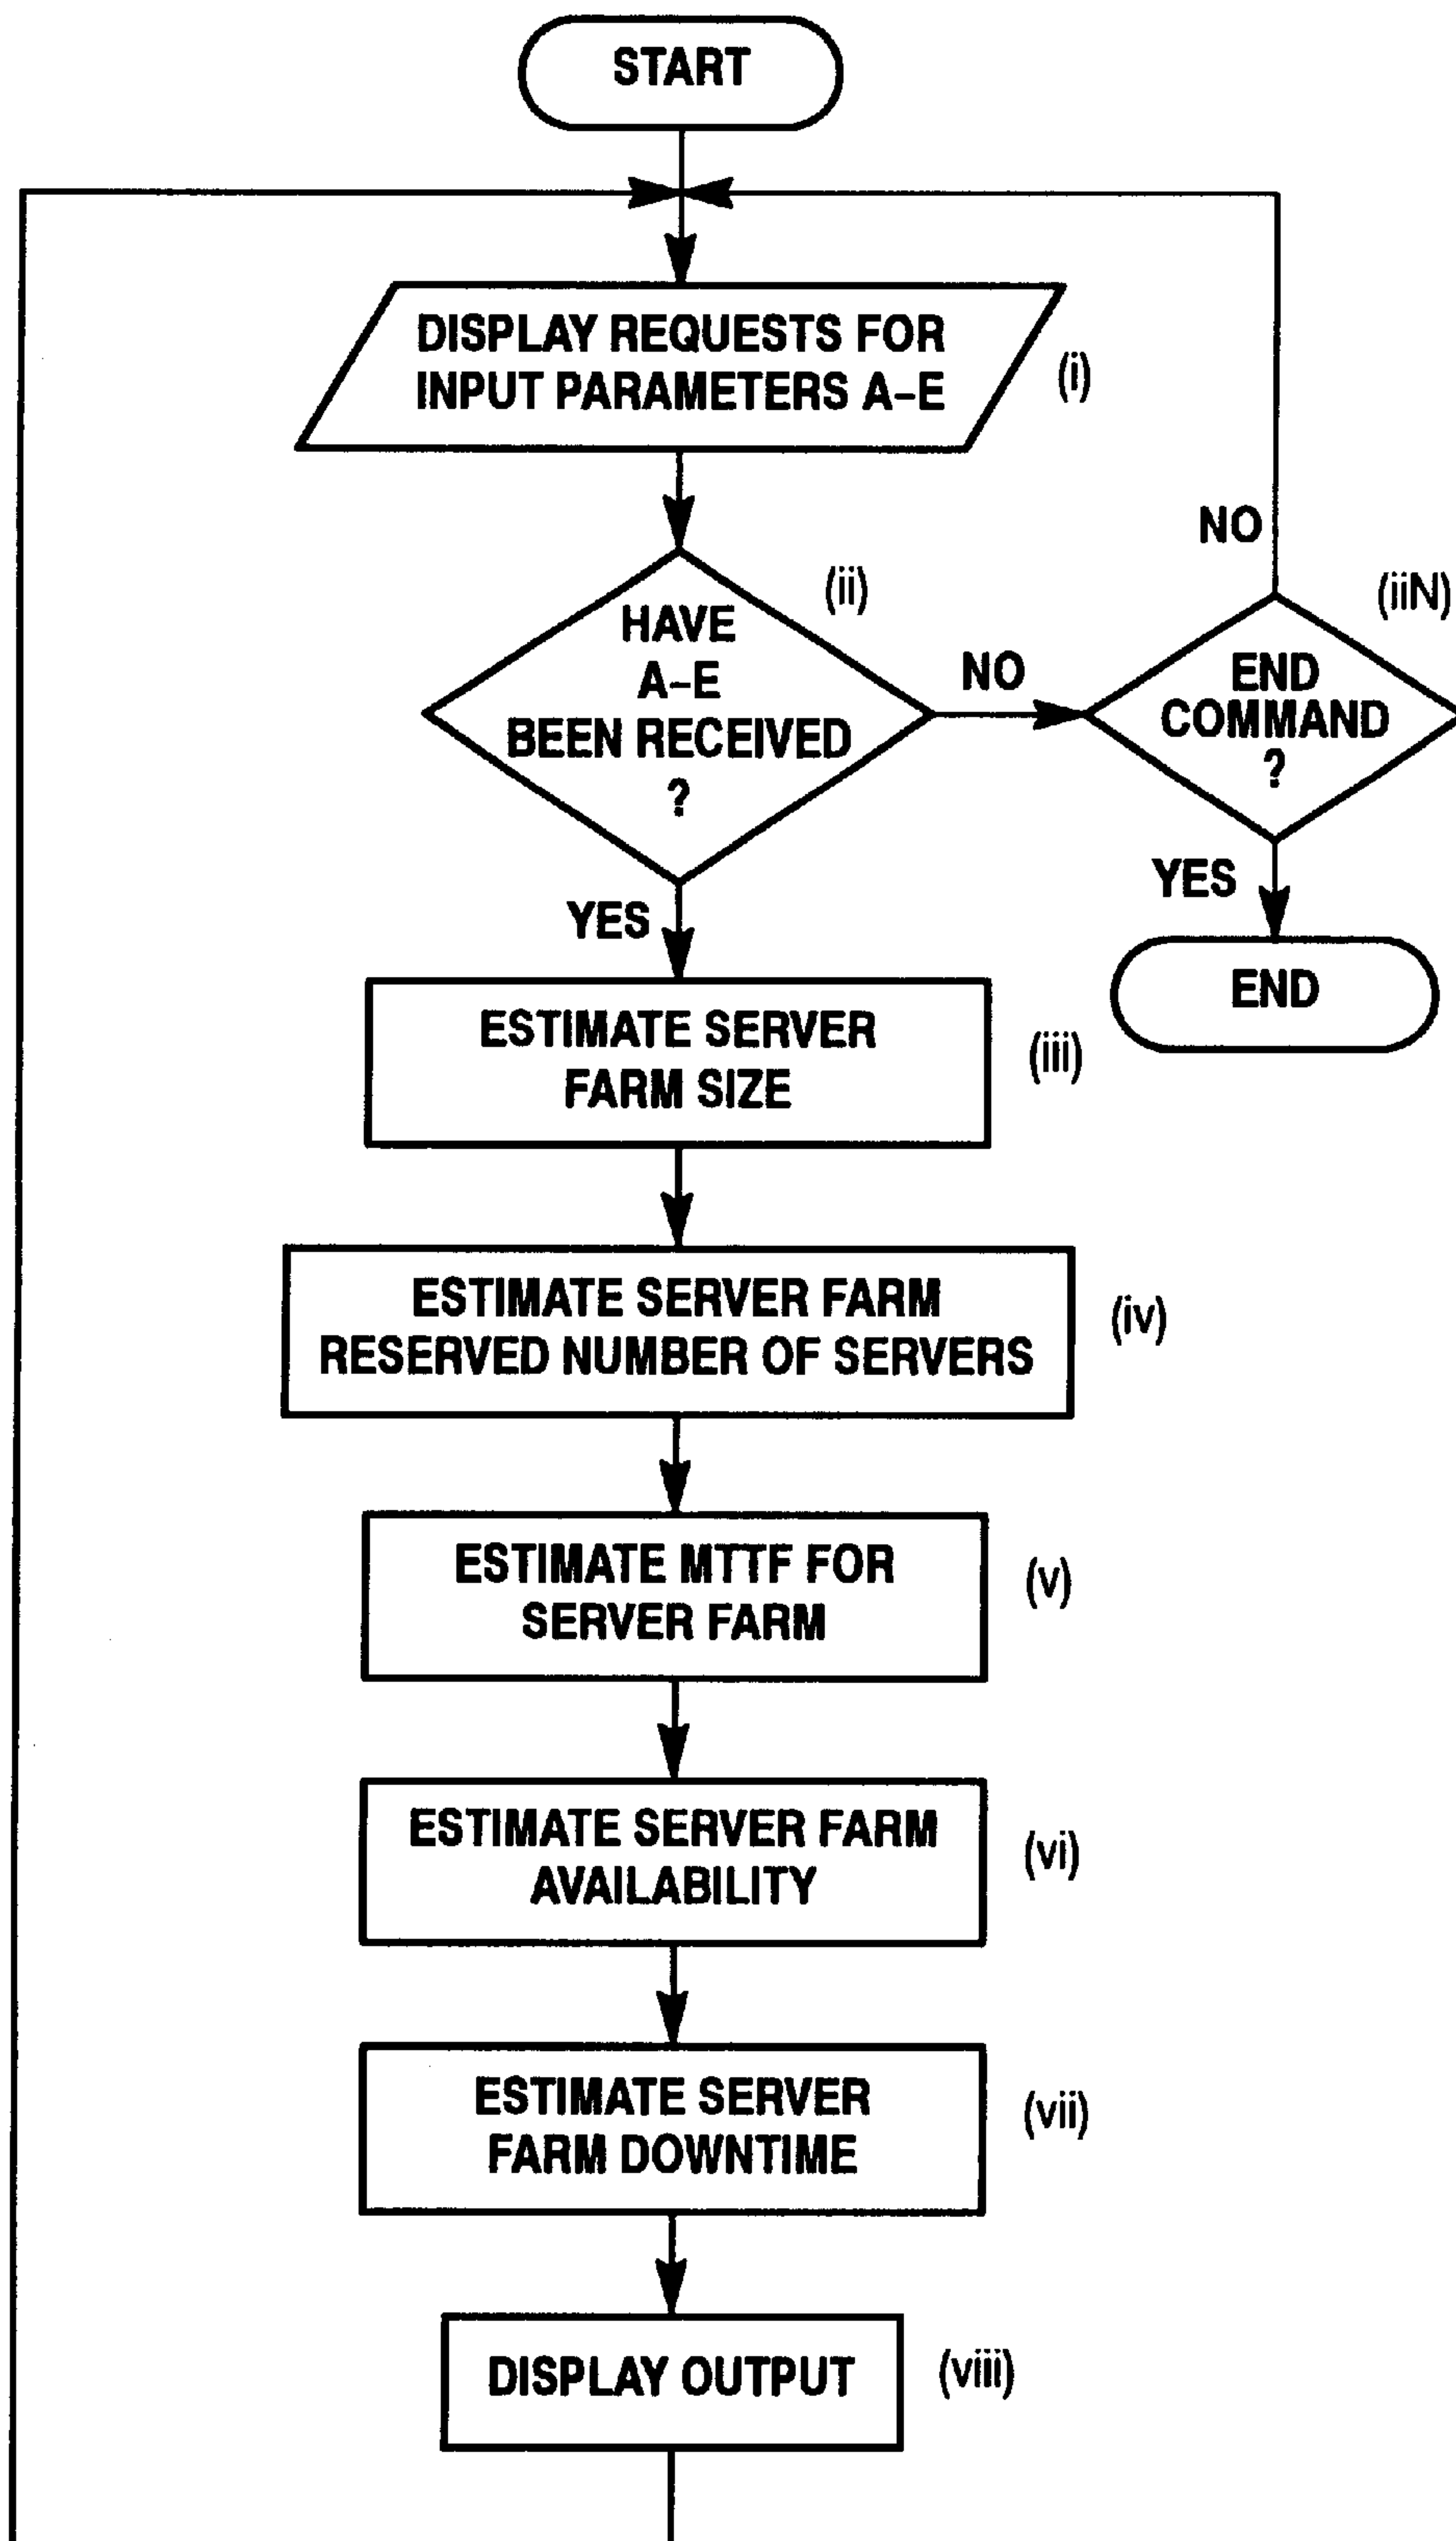 START
DISPLAY REQUESTS FOR
INPUT PARAMETERS A-E
(i)
HAVE
A-E
BEEN RECEIVED
?
(ii)
NO
END
COMMAND
?
(iiN)
NO
YES
END
YES
ESTIMATE SERVER
FARM SIZE
(iii)
ESTIMATE SERVER FARM
RESERVED NUMBER OF SERVERS
(iv)
ESTIMATE MTTF FOR
SERVER FARM
(v)
ESTIMATE SERVER FARM
AVAILABILITY
(vi)
ESTIMATE SERVER
FARM DOWNTIME
(vii)
DISPLAY OUTPUT
(viii)